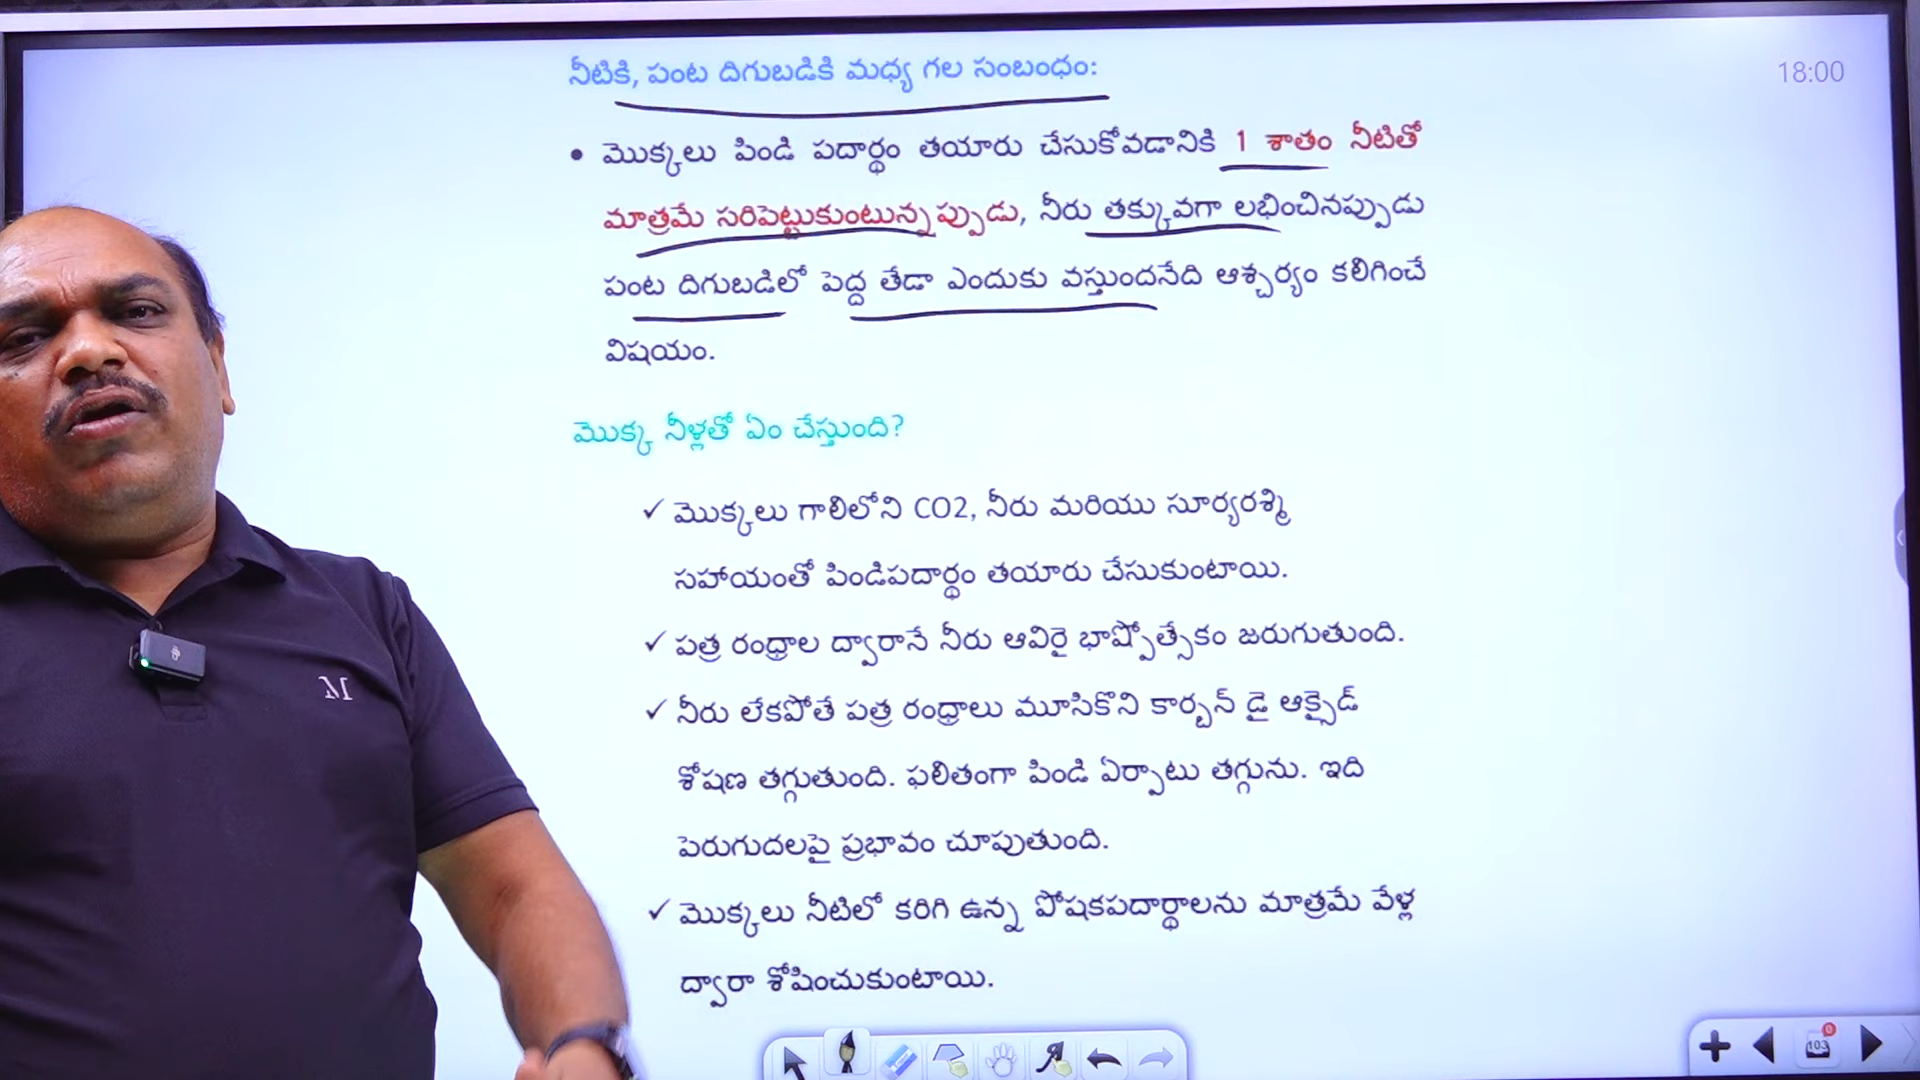 నీటికి, పంట దిగుబడికి మధ్య గల సంబంధం:
18:00
• మొక్కలు పిండి పదార్థం తయారు చేసుకోవడానికి 1 శాతం నీటితో
మాత్రమే సరిపెట్టుకుంటున్నప్పుడు, నీరు తక్కువగా లభించినప్పుడు
పంట దిగుబడిలో పెద్ద తేడా ఎందుకు వస్తుందనేది ఆశ్చర్యం కలిగించే
విషయం.
మొక్క నీళ్లతో ఏం చేస్తుంది?
✓ మొక్కలు గాలిలోని CO2, నీరు మరియు సూర్యరశ్మి
సహాయంతో పిండిపదార్థం తయారు చేసుకుంటాయి.
✓ పత్ర రంధ్రాల ద్వారానే నీరు ఆవిరై భాష్పోత్సేకం జరుగుతుంది.
✓ నీరు లేకపోతే పత్ర రంధ్రాలు మూసికొని కార్బన్ డై ఆక్సైడ్
శోషణ తగ్గుతుంది. ఫలితంగా పిండి ఏర్పాటు తగ్గును. ఇది
పెరుగుదలపై ప్రభావం చూపుతుంది.
✓ మొక్కలు నీటిలో కరిగి ఉన్న పోషకపదార్థాలను మాత్రమే వేళ్ల
ద్వారా శోషించుకుంటాయి.
M
103
0